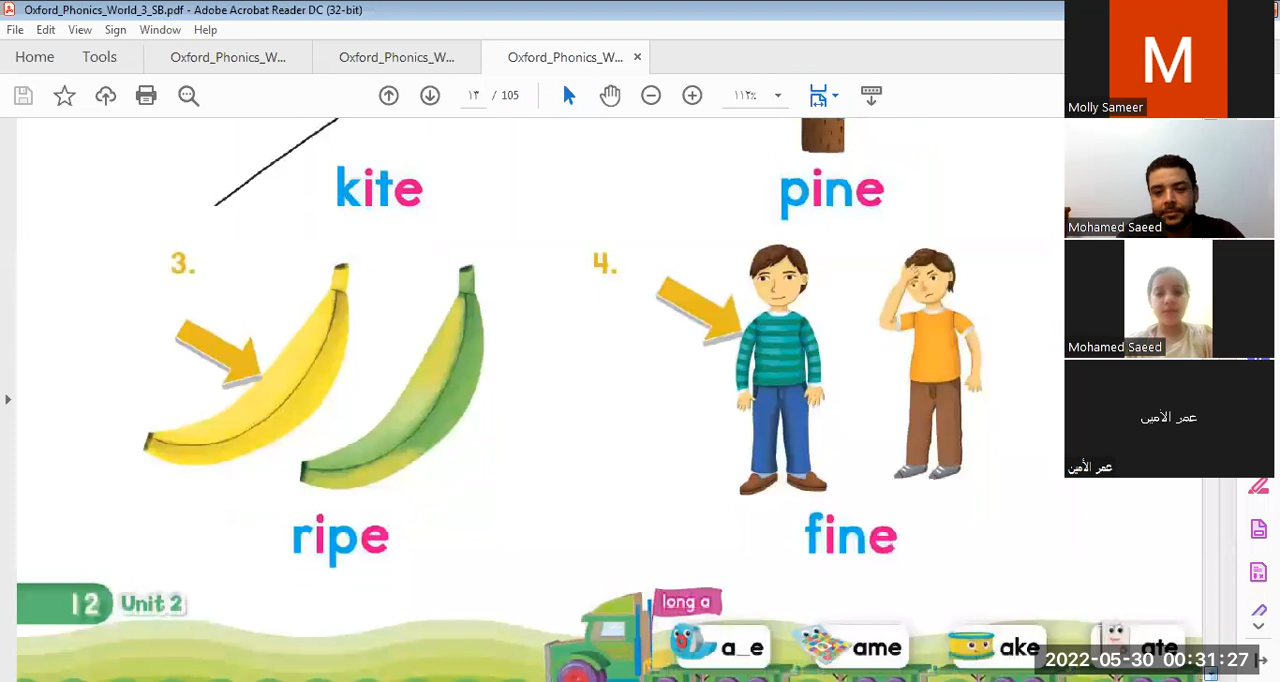 Oxford_Phonics_World_3_SB.pdf - Adobe Acrobat Reader DC (32-bit)
File Edit View Sign Window Help
Home Tools Oxford_Phonics_W... Oxford_Phonics_W... Oxford_Phonics_W... ×
١٣ / 105 ١١٢%
M
Molly Sameer
Mohamed Saeed
Mohamed Saeed
عمر الأمين
عمر الأمين
kite pine
3. 4.
ripe fine
12 Unit 2
long a
a_e ame ake ate
2022-05-30 00:31:27